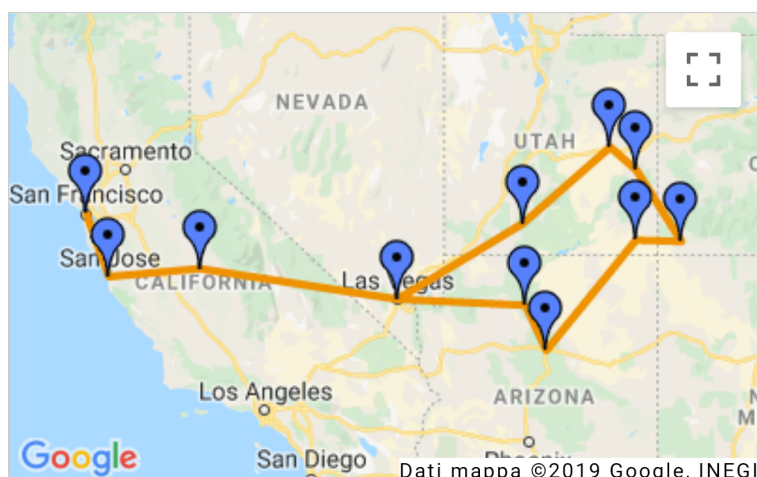 NEVADA
UTAH
Sacramento
San Francisco
San Jose
CALIFORNIA
Las Vegas
Los Angeles
ARIZONA
San Diego
Phoenix
Google
Dati mappa ©2019 Google, INEGI